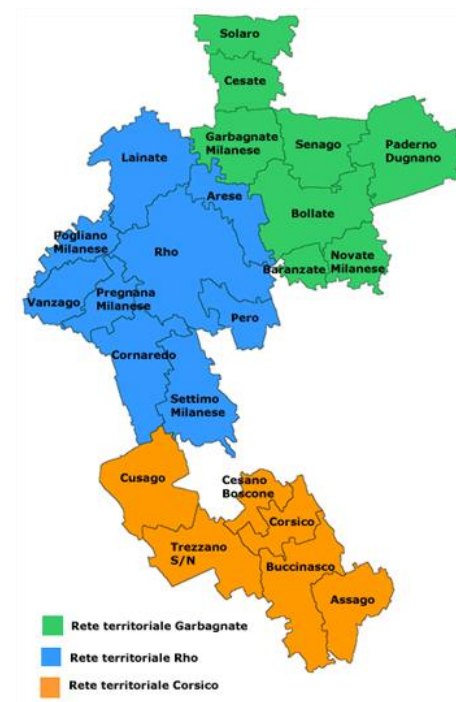 Solaro
Cesate
Garbagnate
Milanese
Senago
Paderno
Dugnano
Lainate
Arese
Bollate
Pogliano
Milanese
Rho
Baranzate
Novate
Milanese
Vanzago
Pregnana
Milanese
Pero
Cornaredo
Settimo
Milanese
Cusago
Cesano
Boscone
Corsico
Trezzano
S/N
Buccinasco
Assago
Rete territoriale Garbagnate
Rete territoriale Rho
Rete territoriale Corsico